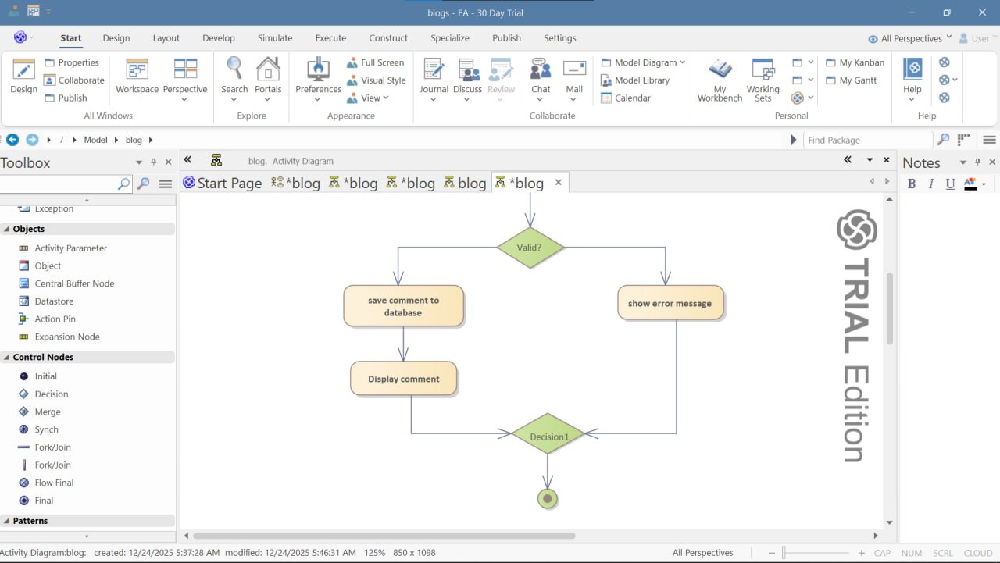 blogs - EA - 30 Day Trial
Start Design Layout Develop Simulate Execute Construct Specialize Publish Settings All Perspectives User
Design
Properties
Collaborate
Publish
All Windows
Workspace Perspective
Search Portals
Explore
Preferences
Full Screen
Visual Style
View
Appearance
Journal Discuss Review
Chat Mail
Model Diagram
Model Library
Calendar
Collaborate
My Workbench
Working Sets
My Kanban
My Gantt
Personal
Help
Help
/ Model blog
Find Package
Toolbox
blog. Activity Diagram
Notes
Start Page *blog *blog *blog blog *blog
B I U A
Exception
Objects
Activity Parameter
Object
Central Buffer Node
Datastore
Action Pin
Expansion Node
Control Nodes
Initial
Decision
Merge
Synch
Fork/Join
Fork/Join
Flow Final
Final
Patterns
Valid?
save comment to
database
show error message
Display comment
Decision1
TRIAL Edition
Activity Diagram:blog: created: 12/24/2025 5:37:28 AM modified: 12/24/2025 5:46:31 AM 125% 850 x 1098 All Perspectives CAP NUM SCRL CLOUD